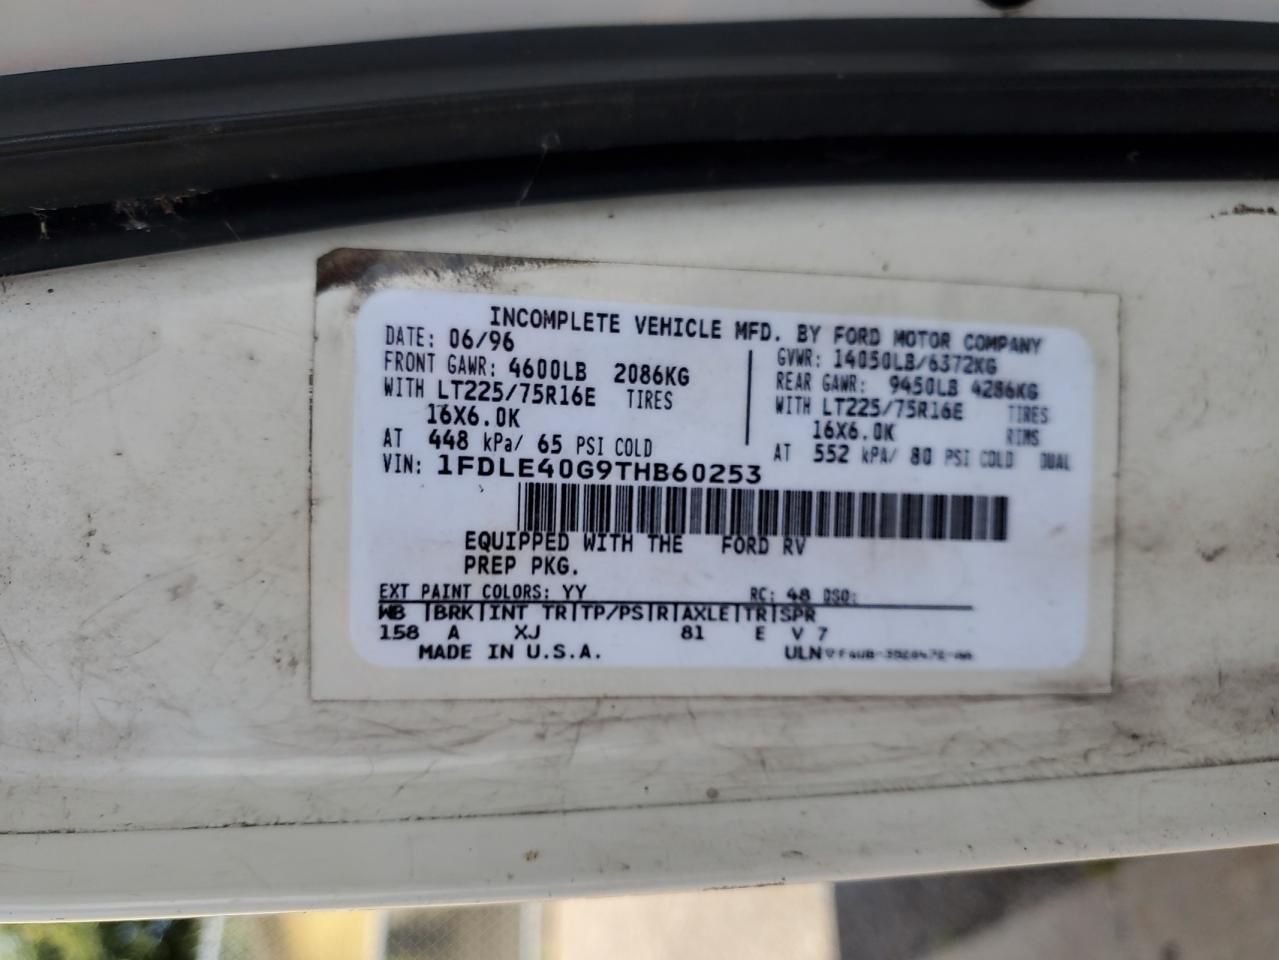 INCOMPLETE VEHICLE MFD. BY FORD MOTOR COMPANY
DATE: 06/96
FRONT GAWR: 4600LB 2086KG
WITH LT225/75R16E TIRES
16X6.0K
AT 448 kPa/ 65 PSI COLD
GVWR: 14050LB/6372KG
REAR GAWR: 9450LB 4286KG
WITH LT225/75R16E TIRES
16X6.0K RIMS
AT 552 kPA/ 80 PSI COLD DUAL
VIN: 1FDLE40G9THB60253
EQUIPPED WITH THE FORD RV
PREP PKG.
EXT PAINT COLORS: YY RC: 48 DSO:
WB |BRK|INT TR|TP/PS|R|AXLE|TR|SPR
158 A XJ 81 E V 7
MADE IN U.S.A. ULN